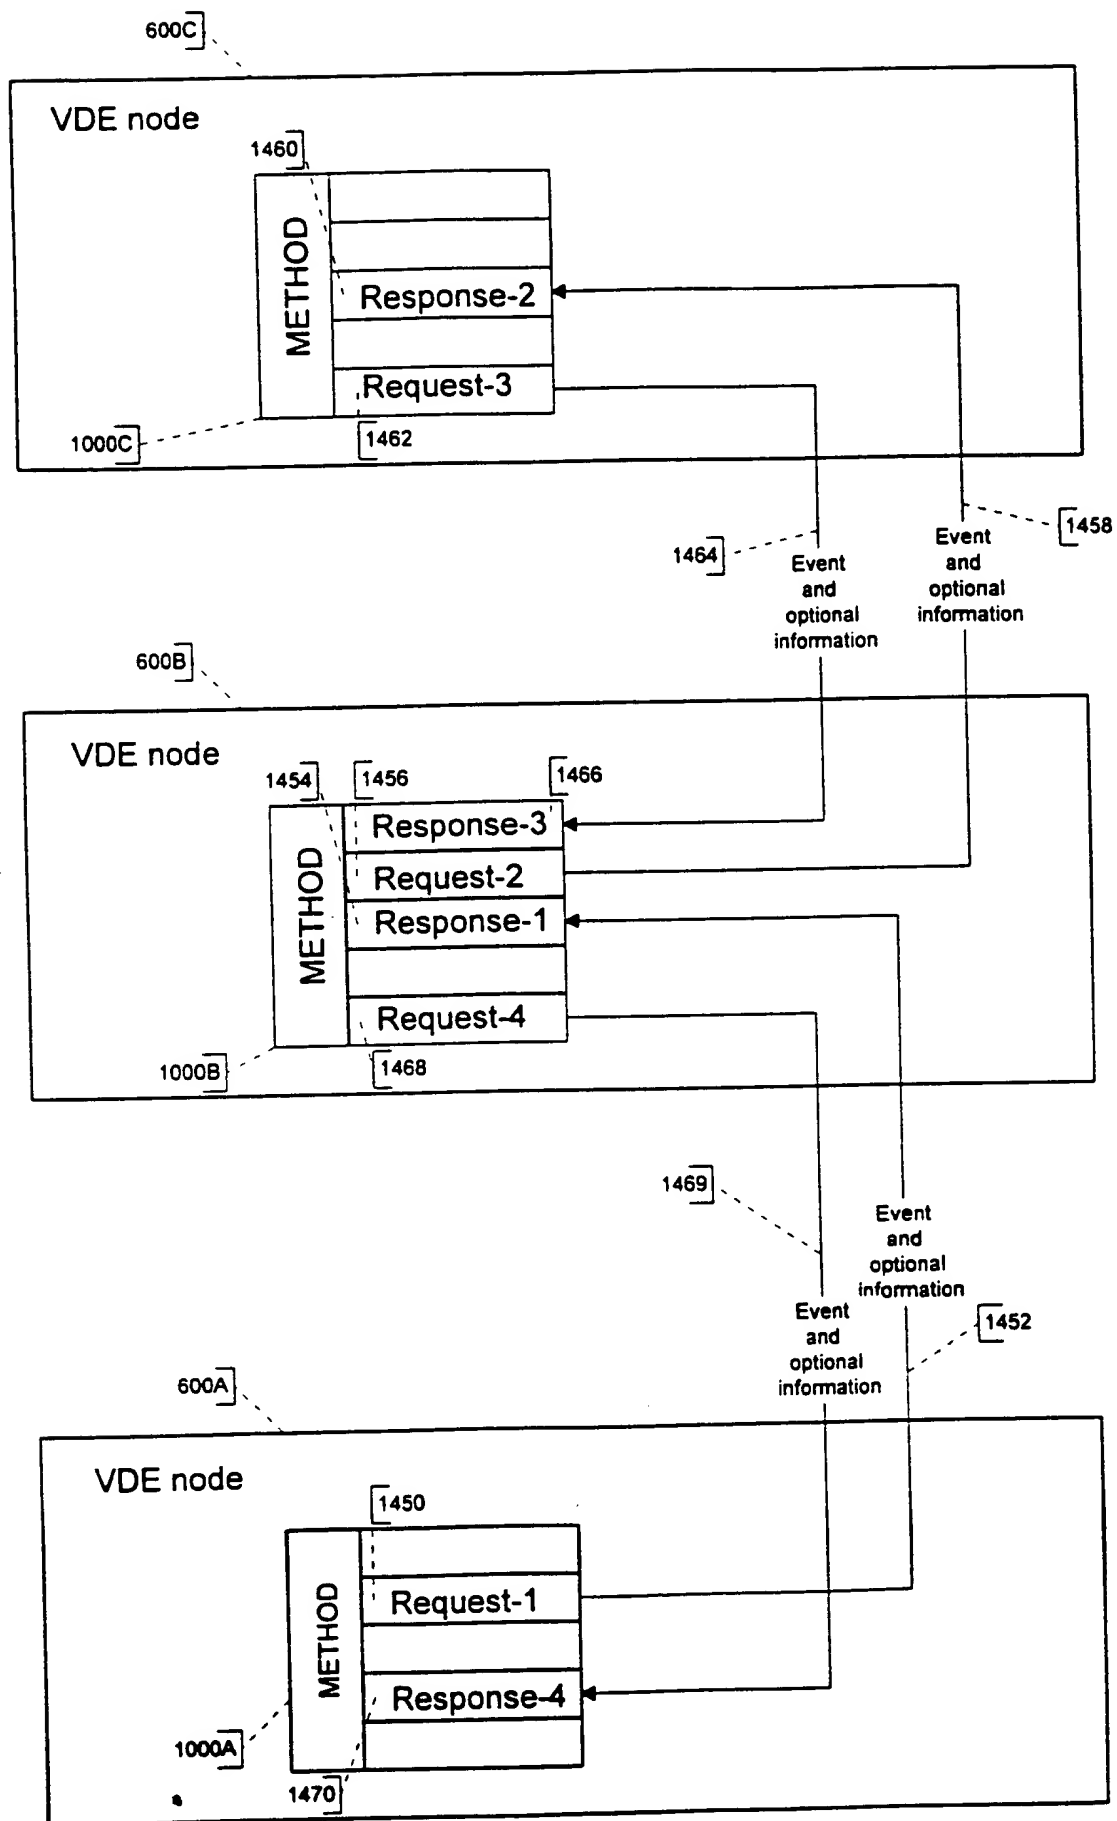 600C
VDE node
1460
METHOD
Response-2
Request-3
1000C
1462
1464
1458
Event
and
optional
information
Event
and
optional
information
600B
VDE node
1454
1456
1466
METHOD
Response-3
Request-2
Response-1
Request-4
1000B
1468
1469
Event
and
optional
information
Event
and
optional
information
1452
600A
VDE node
1450
METHOD
Request-1
Response-4
1000A
1470